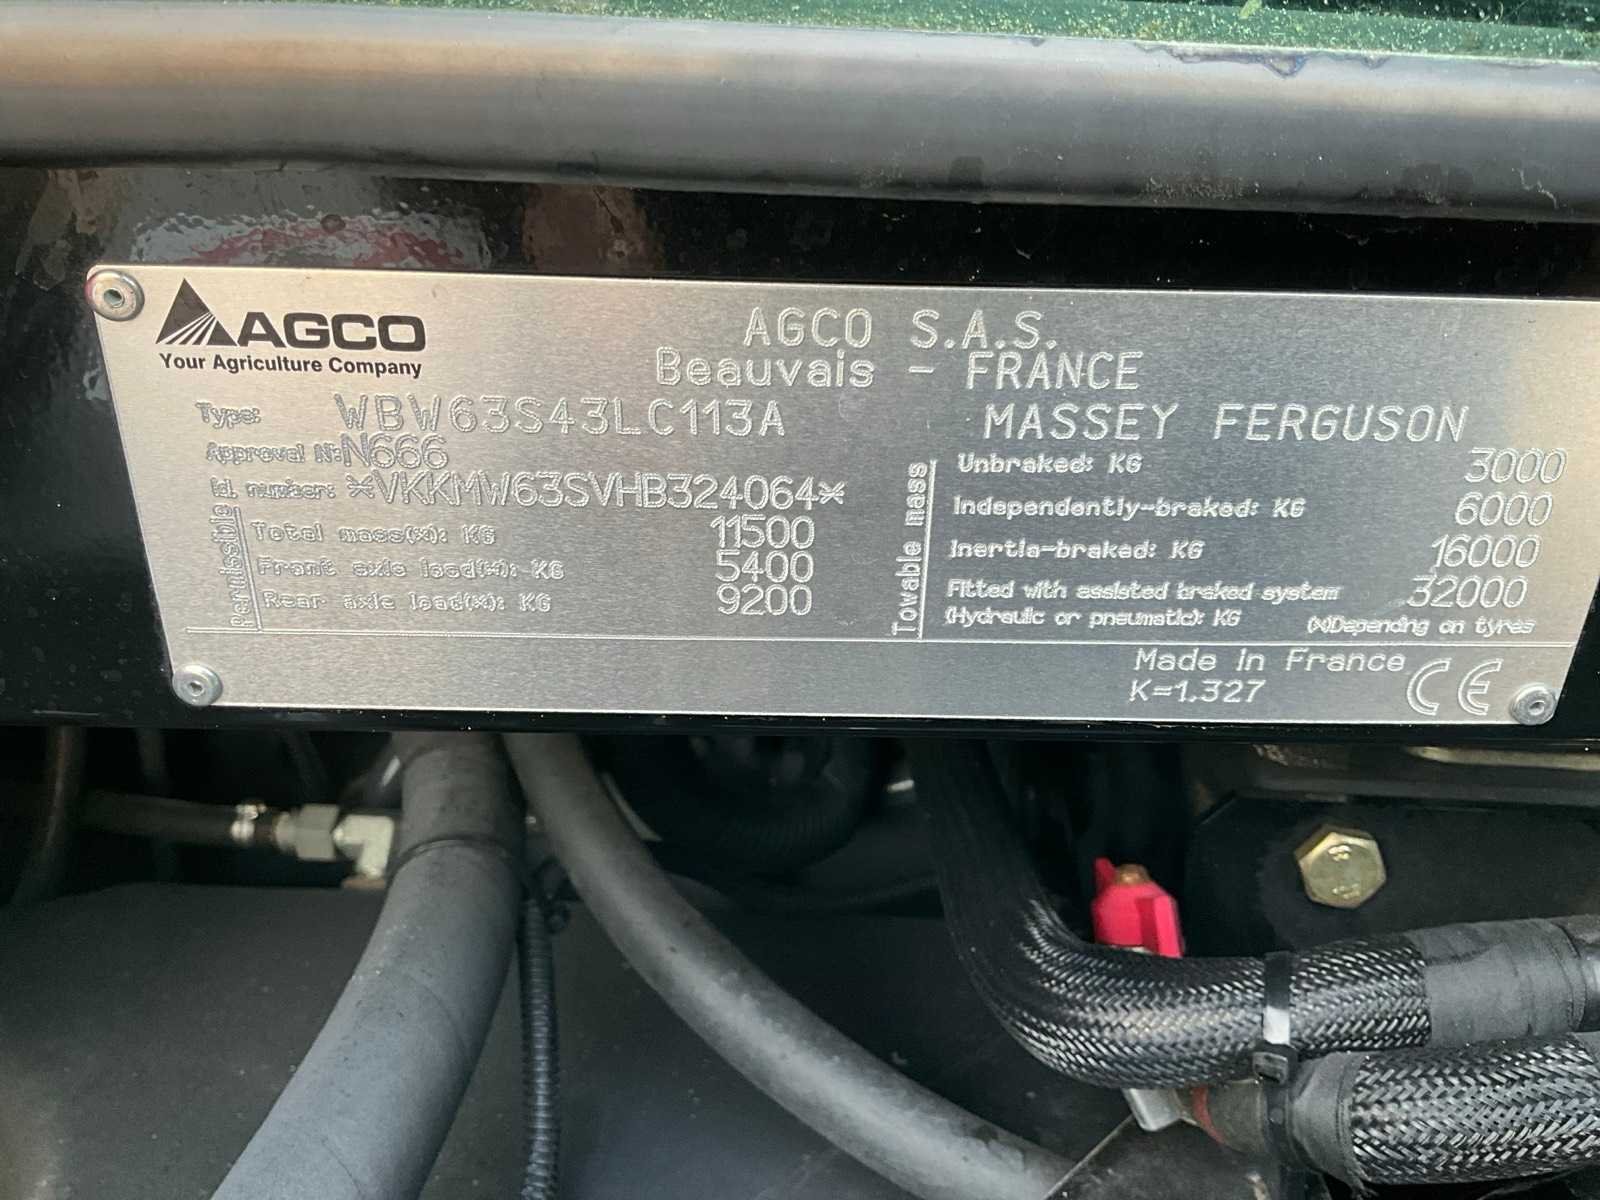 AGCO
Your Agriculture Company
AGCO S.A.S.
Beauvais - FRANCE
Type: WBW63S43LC113A
MASSEY FERGUSON
Approval N°: N666
Id. number: *VKKMW63SVHB324064*
Permissible
Total mass(x): KG 11500
Front axle load(x): KG 5400
Rear axle load(x): KG 9200
Towable mass
Unbraked: KG 3000
Independently-braked: KG 6000
Inertia-braked: KG 16000
Fitted with assisted braked system 32000
(Hydraulic or pneumatic): KG
(x)Depending on tyres
Made in France
K=1.327
CE